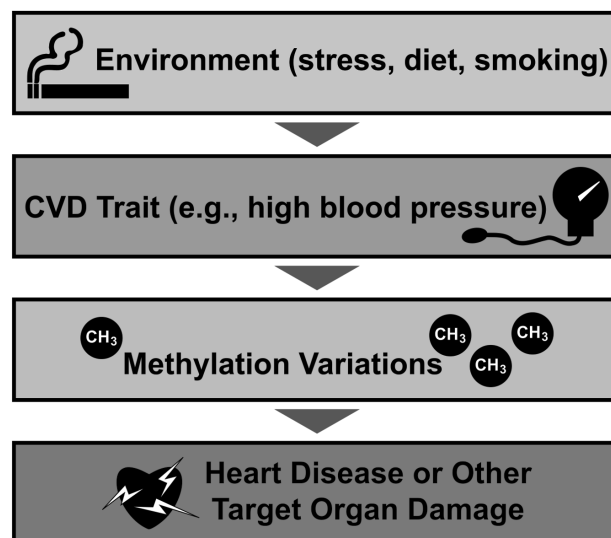 Environment (stress, diet, smoking)
CVD Trait (e.g., high blood pressure)
CH₃
CH₃
CH₃
Methylation Variations
CH₃
Heart Disease or Other
Target Organ Damage